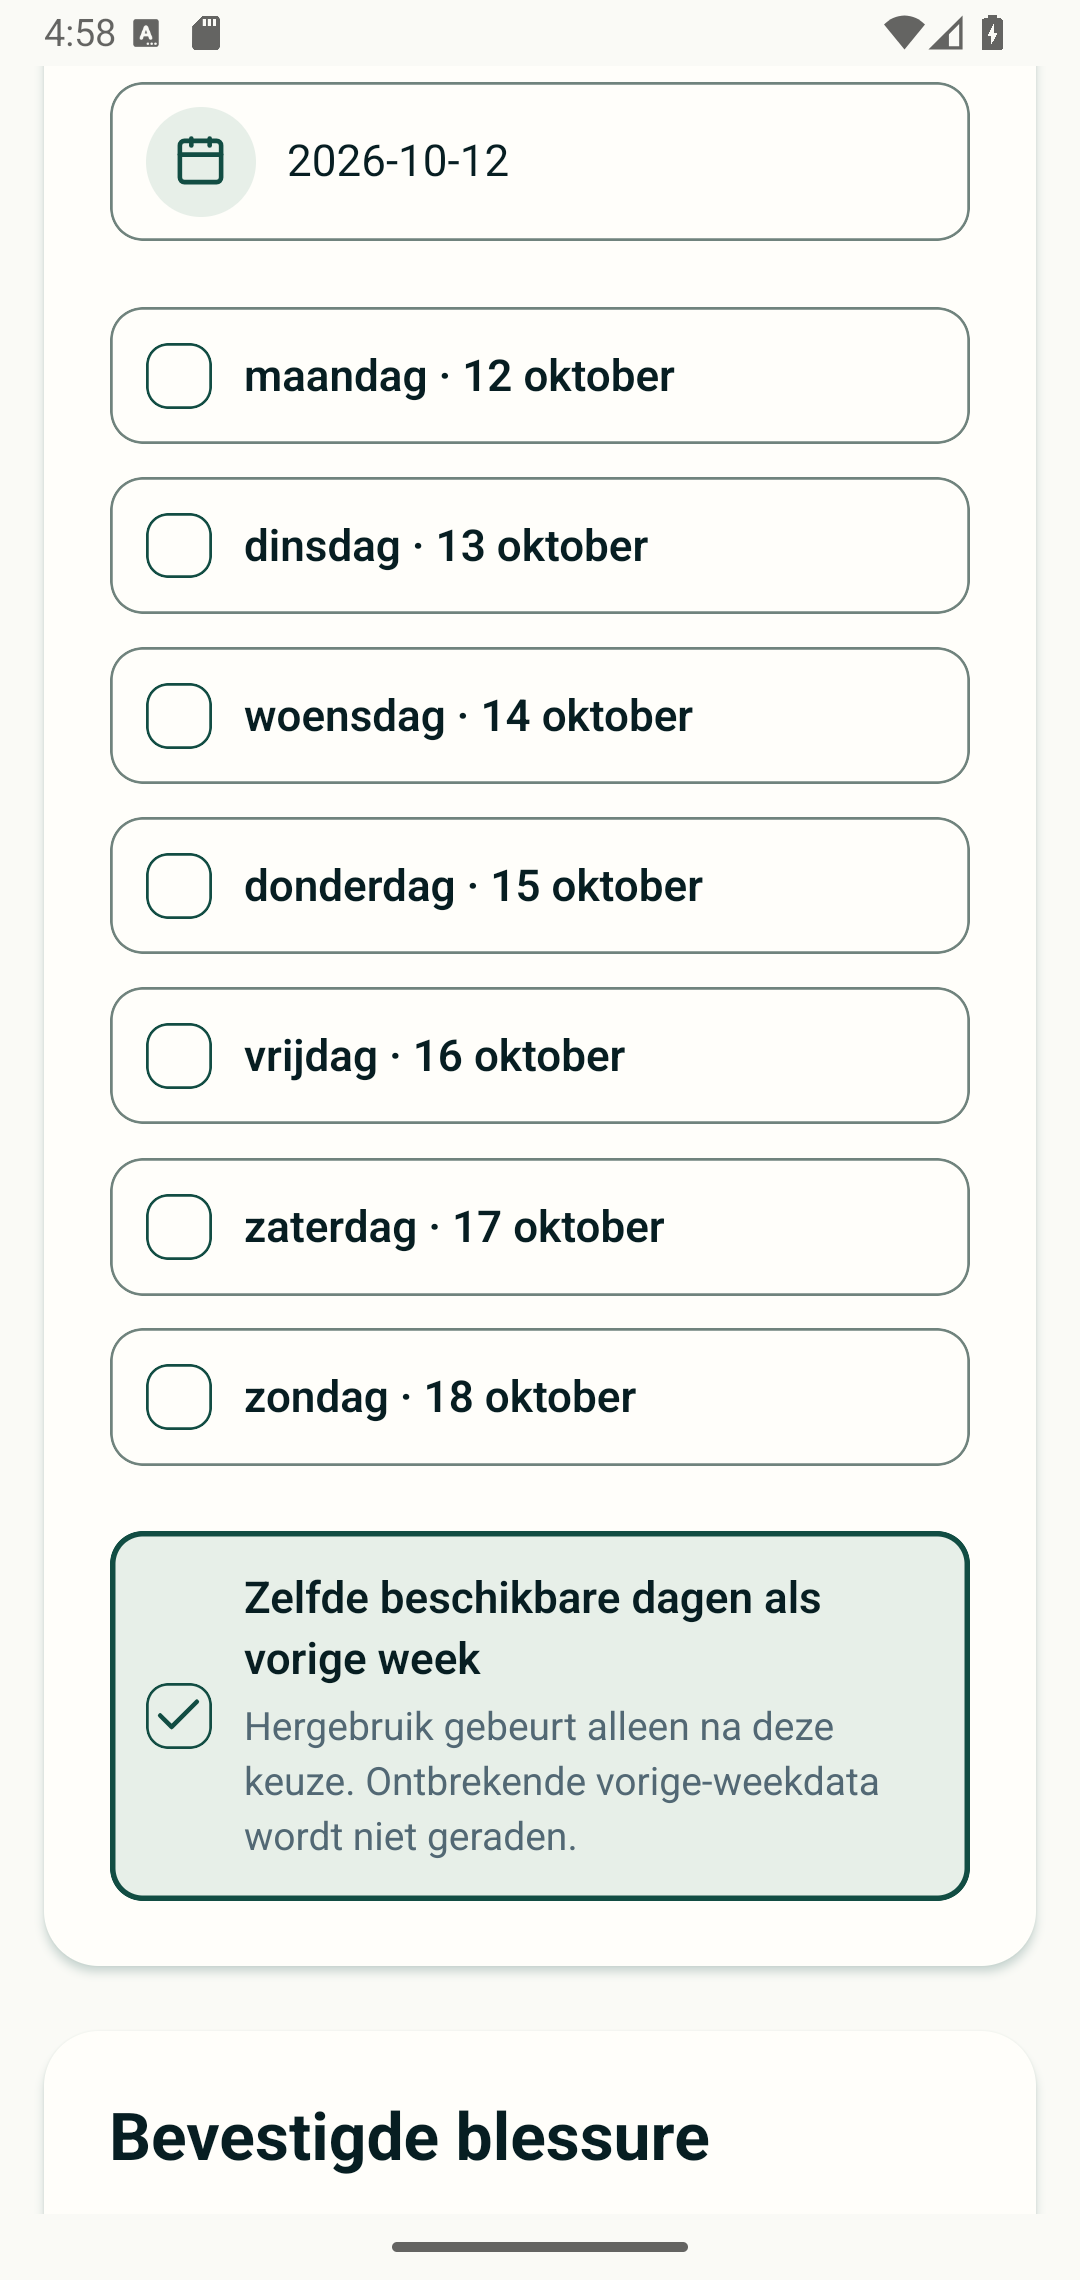 4:58
2026-10-12
maandag · 12 oktober
dinsdag · 13 oktober
woensdag · 14 oktober
donderdag · 15 oktober
vrijdag · 16 oktober
zaterdag · 17 oktober
zondag · 18 oktober
Zelfde beschikbare dagen als
vorige week
Hergebruik gebeurt alleen na deze
keuze. Ontbrekende vorige-weekdata
wordt niet geraden.
Bevestigde blessure